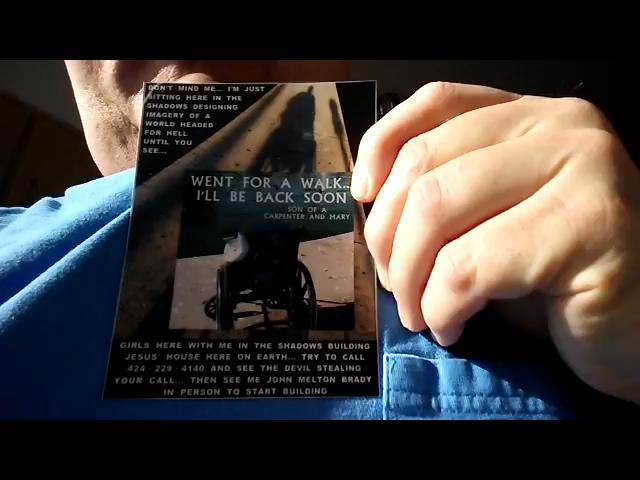 DON'T MIND ME... I'M JUST
SITTING HERE IN THE
SHADOWS DESIGNING
IMAGERY OF A
WORLD HEADED
FOR HELL
UNTIL YOU
SEE...
WENT FOR A WALK...
I'LL BE BACK SOON
SON OF A
CARPENTER AND MARY
GIRLS HERE WITH ME IN THE SHADOWS BUILDING
JESUS' HOUSE HERE ON EARTH... TRY TO CALL
424 · 229 · 4140 AND SEE THE DEVIL STEALING
YOUR CALL... THEN SEE ME JOHN MELTON BRADY
IN PERSON TO START BUILDING